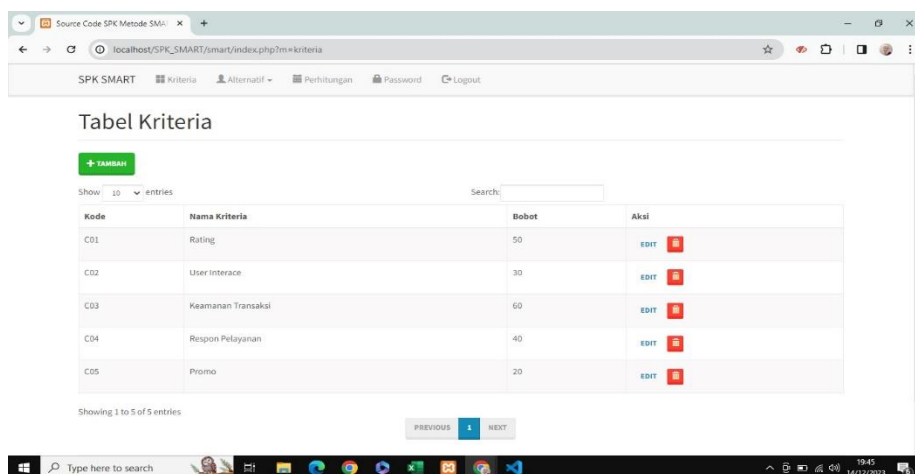 Source Code SPK Metode SMA
localhost/SPK_SMART/smart/index.php?m=kriteria
SPK SMART Kriteria Alternatif Perhitungan Password Logout
Tabel Kriteria
+ TAMBAH
Show 10 entries Search:
Kode Nama Kriteria Bobot Aksi
C01 Rating 50 EDIT
C02 User Interace 30 EDIT
C03 Keamanan Transaksi 60 EDIT
C04 Respon Pelayanan 40 EDIT
C05 Promo 20 EDIT
Showing 1 to 5 of 5 entries
PREVIOUS 1 NEXT
Type here to search
19:45
14/12/2023